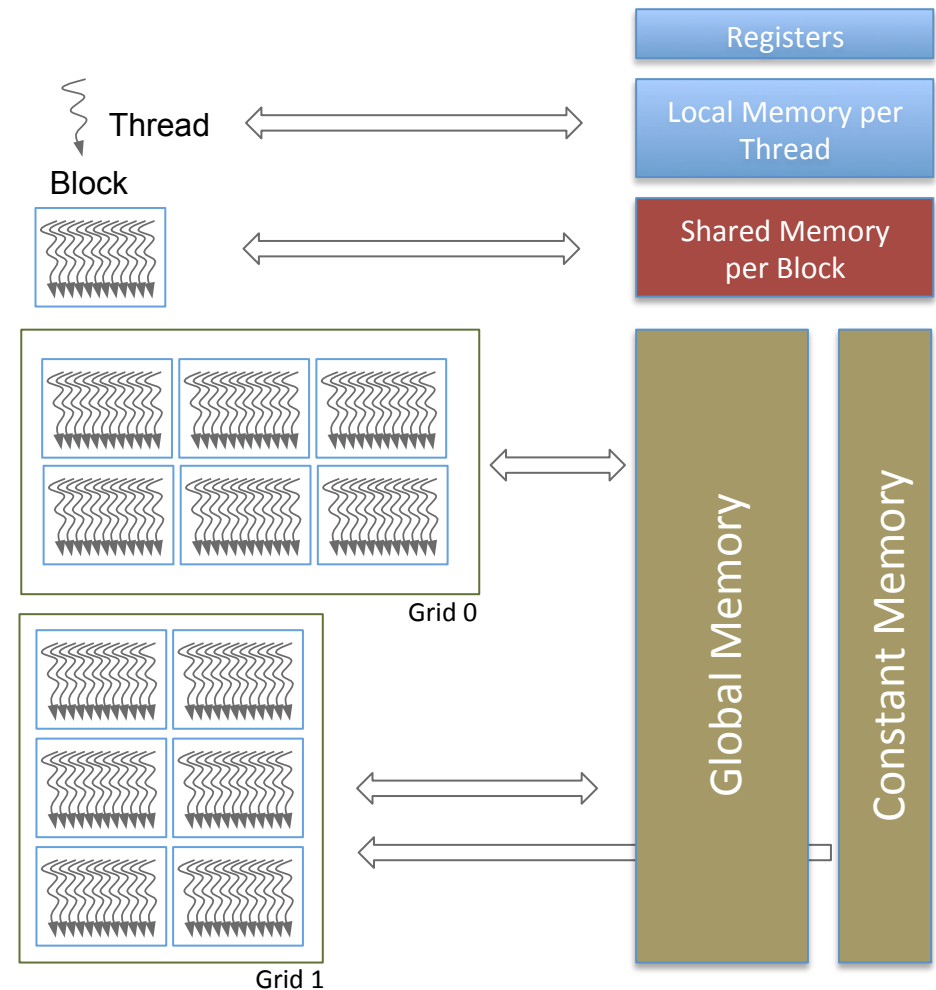 Registers
Thread
Local Memory per
Thread
Block
Shared Memory
per Block
Grid 0
Global Memory
Constant Memory
Grid 1